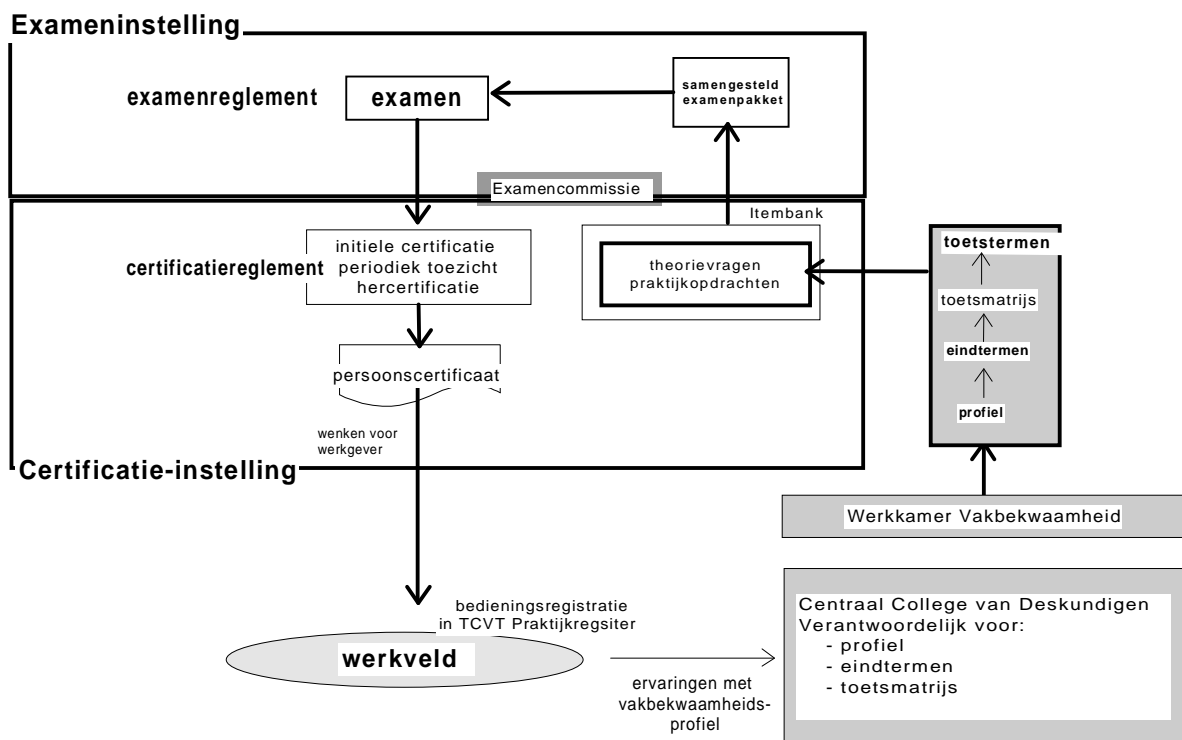 Exameninstelling
examenreglement
examen
samengesteld
examenpakket
Examencommissie
Itembank
certificatiereglement
initiele certificatie
periodiek toezicht
hercertificatie
theorievragen
praktijkopdrachten
toetstermen
toetsmatrijs
eindtermen
profiel
persoonscertificaat
wenken voor
werkgever
Certificatie-instelling
Werkkamer Vakbekwaamheid
bedieningsregistratie
in TCVT Praktijkregsiter
werkveld
ervaringen met
vakbekwaamheids-
profiel
Centraal College van Deskundigen
Verantwoordelijk voor:
- profiel
- eindtermen
- toetsmatrijs